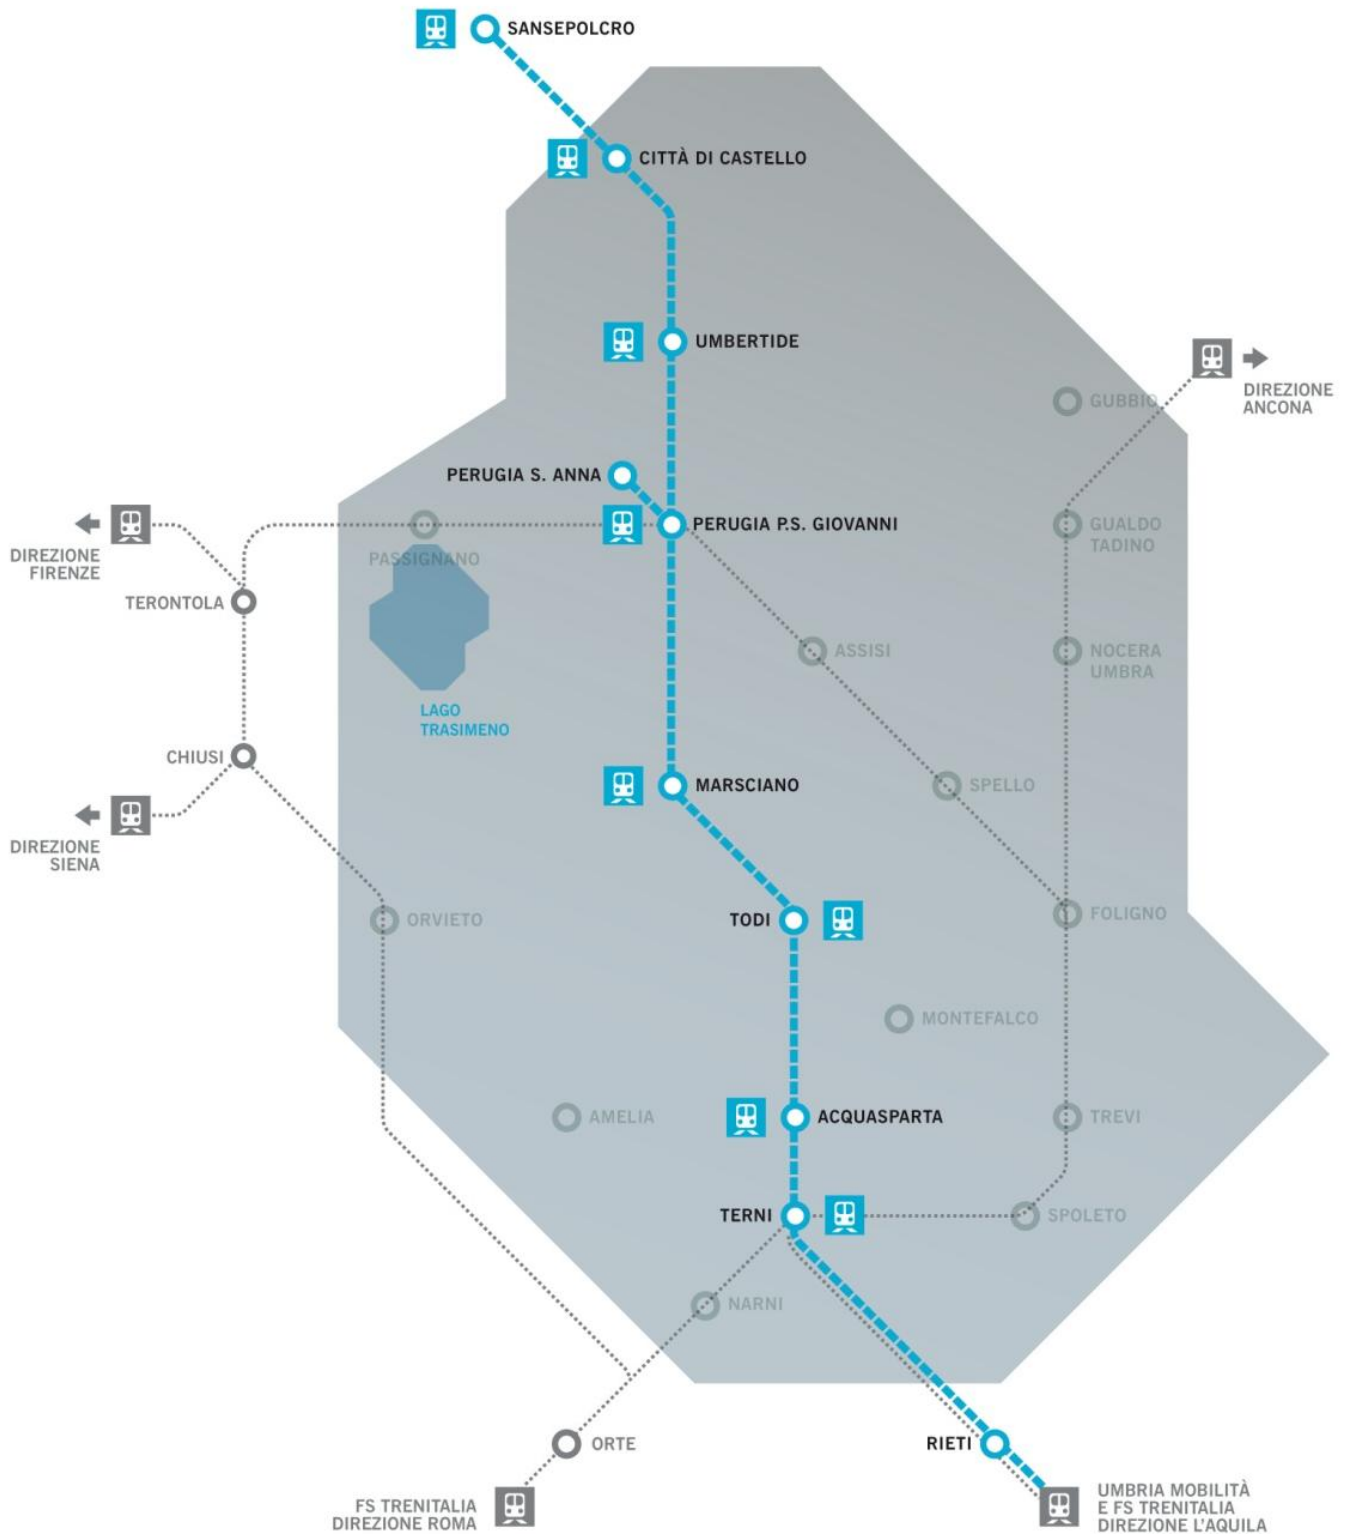 SANSEPOLCRO
CITTÀ DI CASTELLO
UMBERTIDE
DIREZIONE
ANCONA
GUBBIO
PERUGIA S. ANNA
PERUGIA P.S. GIOVANNI
GUALDO
TADINO
DIREZIONE
FIRENZE
PASSIGNANO
TERONTOLA
ASSISI
NOCERA
UMBRA
LAGO
TRASIMENO
CHIUSI
MARSCIANO
SPELLO
DIREZIONE
SIENA
ORVIETO
TODI
FOLIGNO
MONTEFALCO
AMELIA
ACQUASPARTA
TREVI
TERNI
SPOLETO
NARNI
ORTE
RIETI
FS TRENITALIA
DIREZIONE ROMA
UMBRIA MOBILITÀ
E FS TRENITALIA
DIREZIONE L'AQUILA